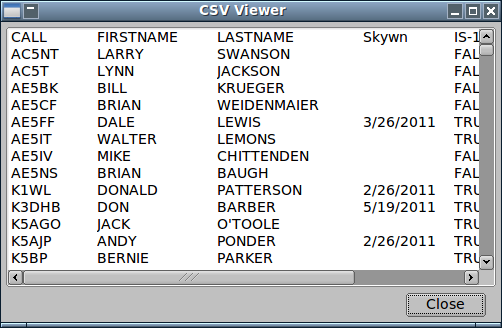 CSV Viewer
CALL FIRSTNAME LASTNAME Skywn IS-1
AC5NT LARRY SWANSON FAL
AC5T LYNN JACKSON FAL
AE5BK BILL KRUEGER FAL
AE5CF BRIAN WEIDENMAIER FAL
AE5FF DALE LEWIS 3/26/2011 TRU
AE5IT WALTER LEMONS TRU
AE5IV MIKE CHITTENDEN FAL
AE5NS BRIAN BAUGH FAL
K1WL DONALD PATTERSON 2/26/2011 TRU
K3DHB DON BARBER 5/19/2011 TRU
K5AGO JACK O'TOOLE TRU
K5AJP ANDY PONDER 2/26/2011 TRU
K5BP BERNIE PARKER TRU
Close